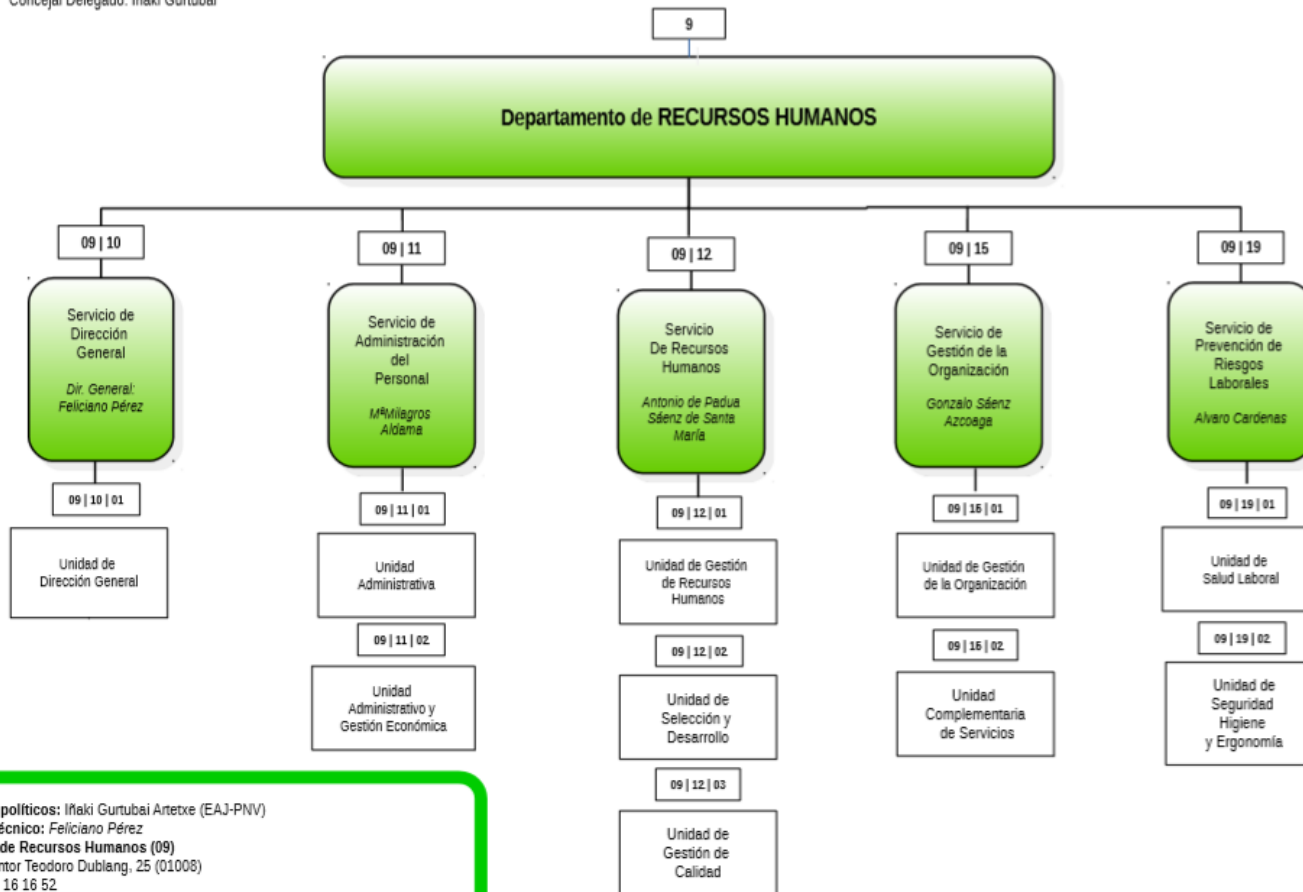 Concejal Delegado: Iñaki Gurtubai
9
Departamento de RECURSOS HUMANOS
09 | 10
Servicio de
Dirección
General
Dir. General:
Feliciano Pérez
09 | 10 | 01
Unidad de
Dirección General
09 | 11
Servicio de
Administración
del
Personal
MªMilagros
Aldama
09 | 11 | 01
Unidad
Administrativa
09 | 11 | 02
Unidad
Administrativo y
Gestión Económica
09 | 12
Servicio
De Recursos
Humanos
Antonio de Padua
Sáenz de Santa
María
09 | 12 | 01
Unidad de Gestión
de Recursos
Humanos
09 | 12 | 02
Unidad de
Selección y
Desarrollo
09 | 12 | 03
Unidad de
Gestión de
Calidad
09 | 15
Servicio de
Gestión de la
Organización
Gonzalo Sáenz
Azcoaga
09 | 15 | 01
Unidad de Gestión
de la Organización
09 | 15 | 02
Unidad
Complementaria
de Servicios
09 | 19
Servicio de
Prevención de
Riesgos
Laborales
Alvaro Cardenas
09 | 19 | 01
Unidad de
Salud Laboral
09 | 19 | 02
Unidad de
Seguridad
Higiene
y Ergonomía
políticos: Iñaki Gurtubai Artetxe (EAJ-PNV)
écnico: Feliciano Pérez
de Recursos Humanos (09)
ntor Teodoro Dublang, 25 (01008)
16 16 52